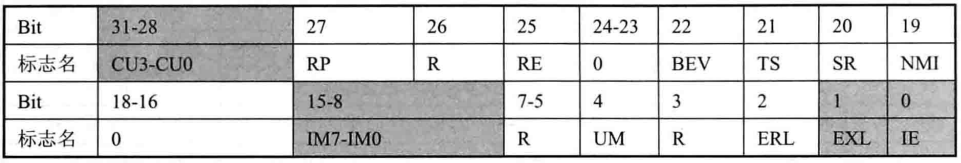 Bit 31-28 27 26 25 24-23 22 21 20 19
标志名 CU3-CU0 RP R RE 0 BEV TS SR NMI
Bit 18-16 15-8 7-5 4 3 2 1 0
标志名 0 IM7-IM0 R UM R ERL EXL IE